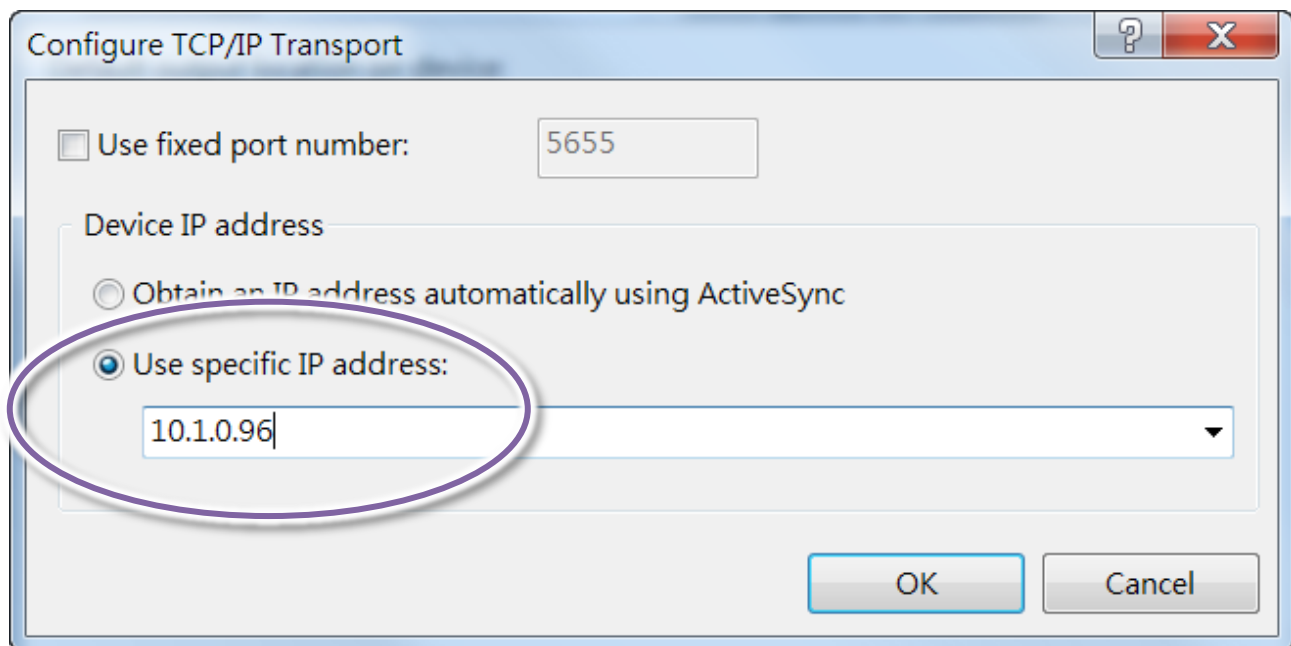 Configure TCP/IP Transport
Use fixed port number: 5655
Device IP address
Obtain an IP address automatically using ActiveSync
Use specific IP address:
10.1.0.96
OK Cancel